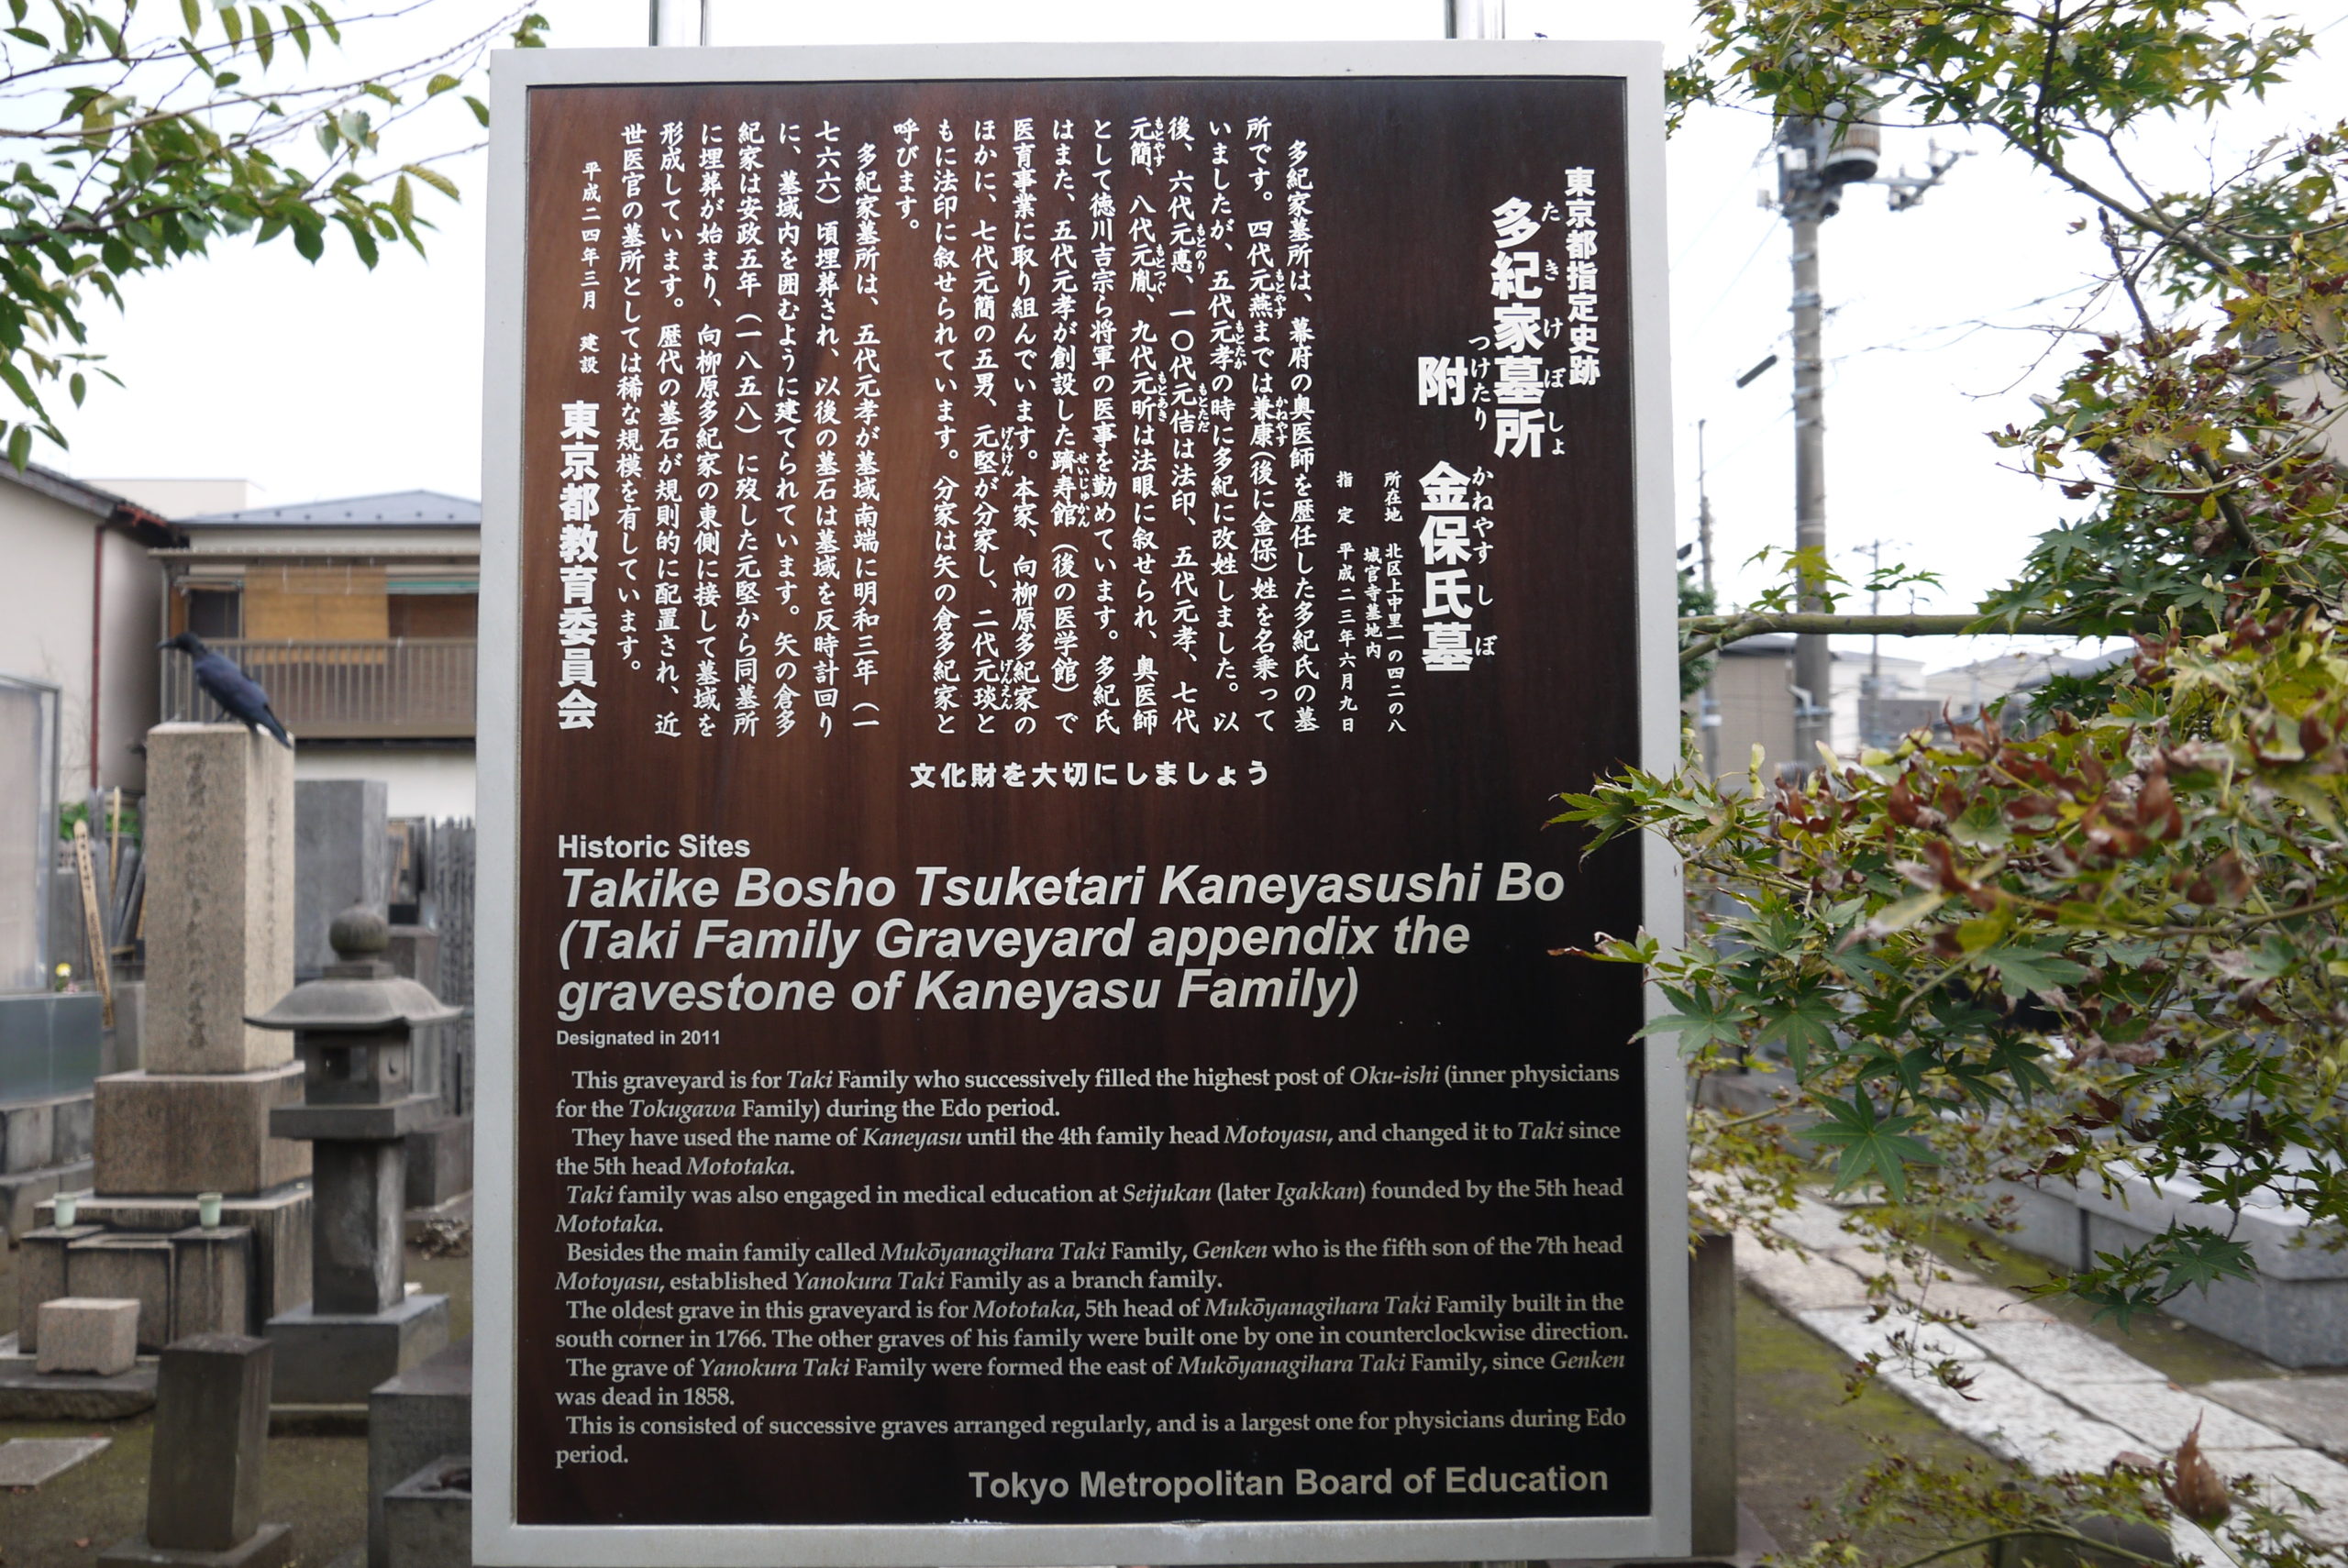 東京都指定史跡
多紀家墓所
たきけぼしょ
附 金保氏墓
つけたり かねやすしぼ
所在地 北区上中里一の四二の八
城官寺墓地内
指定 平成二三年六月九日
多紀家墓所は、幕府の奥医師を歴任した多紀氏の墓
所です。四代元燕までは兼康(後に金保)姓を名乗って
いましたが、五代元孝の時に多紀に改姓しました。以
後、六代元悳、一〇代元佶は法印、五代元孝、七代
元簡、八代元胤、九代元昕は法眼に叙せられ、奥医師
として徳川吉宗ら将軍の医事を勤めています。多紀氏
はまた、五代元孝が創設した躋寿館(後の医学館)で
医育事業に取り組んでいます。本家、向柳原多紀家の
ほかに、七代元簡の五男、元堅が分家し、二代元琰と
もに法印に叙せられています。分家は矢の倉多紀家と
呼びます。
多紀家墓所は、五代元孝が墓域南端に明和三年(一
七六六)頃埋葬され、以後の墓石は墓域を反時計回り
に、墓域内を囲むように建てられています。矢の倉多
紀家は安政五年(一八五八)に歿した元堅から同墓所
に埋葬が始まり、向柳原多紀家の東側に接して墓域を
形成しています。歴代の墓石が規則的に配置され、近
世医官の墓所としては稀な規模を有しています。
平成二四年三月 建設
東京都教育委員会
文化財を大切にしましょう
Historic Sites
Takike Bosho Tsuketari Kaneyasushi Bo
(Taki Family Graveyard appendix the
gravestone of Kaneyasu Family)
Designated in 2011
This graveyard is for Taki Family who successively filled the highest post of Oku-ishi (inner physicians
for the Tokugawa Family) during the Edo period.
They have used the name of Kaneyasu until the 4th family head Motoyasu, and changed it to Taki since
the 5th head Mototaka.
Taki family was also engaged in medical education at Seijukan (later Igakkan) founded by the 5th head
Mototaka.
Besides the main family called Mukōyanagihara Taki Family, Genken who is the fifth son of the 7th head
Motoyasu, established Yanokura Taki Family as a branch family.
The oldest grave in this graveyard is for Mototaka, 5th head of Mukōyanagihara Taki Family built in the
south corner in 1766. The other graves of his family were built one by one in counterclockwise direction.
The grave of Yanokura Taki Family were formed the east of Mukōyanagihara Taki Family, since Genken
was dead in 1858.
This is consisted of successive graves arranged regularly, and is a largest one for physicians during Edo
period.
Tokyo Metropolitan Board of Education